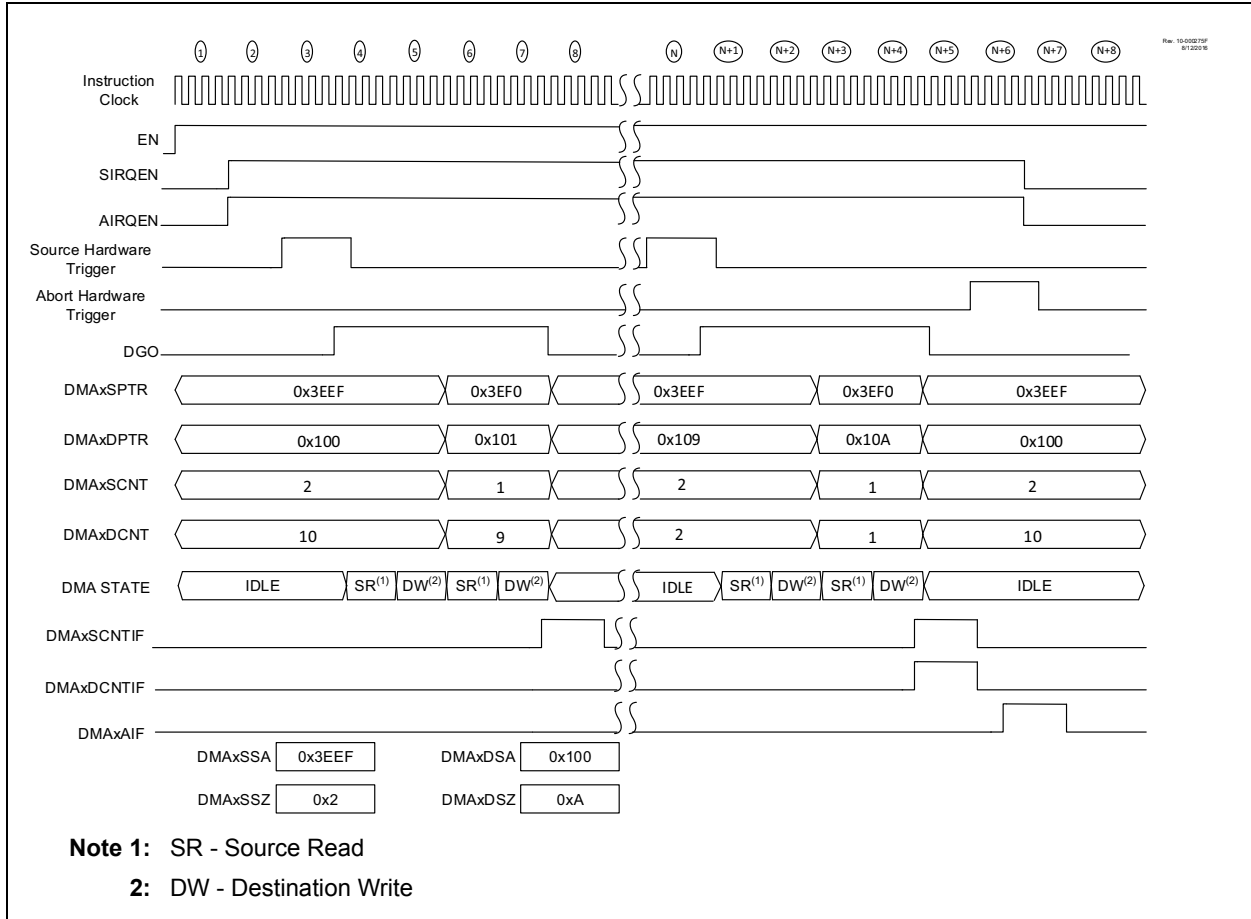 1 2 3 4 5 6 7 8 N N+1 N+2 N+3 N+4 N+5 N+6 N+7 N+8
Rev. 10-000275F
8/12/2016
Instruction
Clock
EN
SIRQEN
AIRQEN
Source Hardware
Trigger
Abort Hardware
Trigger
DGO
DMAxSPTR 0x3EEF 0x3EF0 0x3EEF 0x3EF0 0x3EEF
DMAxDPTR 0x100 0x101 0x109 0x10A 0x100
DMAxSCNT 2 1 2 1 2
DMAxDCNT 10 9 2 1 10
DMA STATE IDLE SR(1) DW(2) SR(1) DW(2) IDLE SR(1) DW(2) SR(1) DW(2) IDLE
DMAxSCNTIF
DMAxDCNTIF
DMAxAIF
DMAxSSA 0x3EEF DMAxDSA 0x100
DMAxSSZ 0x2 DMAxDSZ 0xA
Note 1: SR - Source Read
2: DW - Destination Write